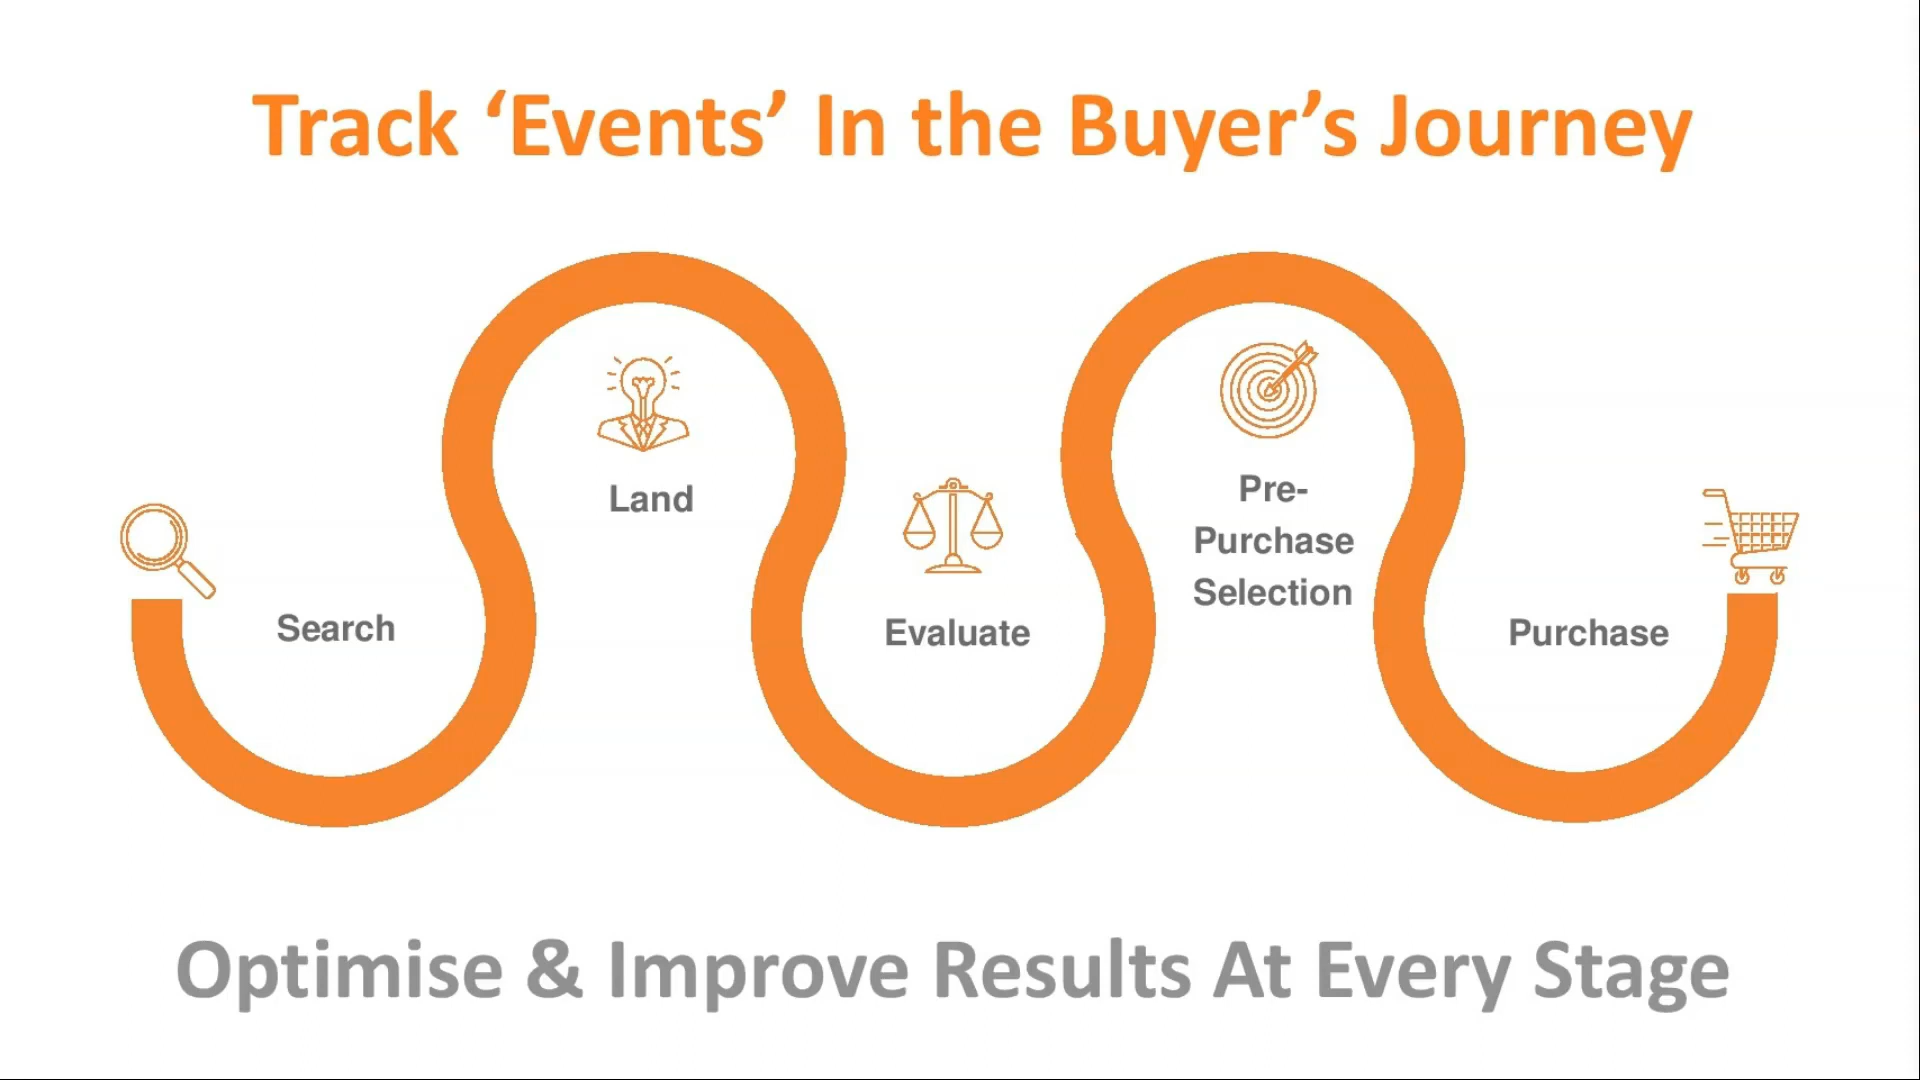 Track ‘Events’ In the Buyer’s Journey
Search
Land
Evaluate
Pre-
Purchase
Selection
Purchase
Optimise & Improve Results At Every Stage